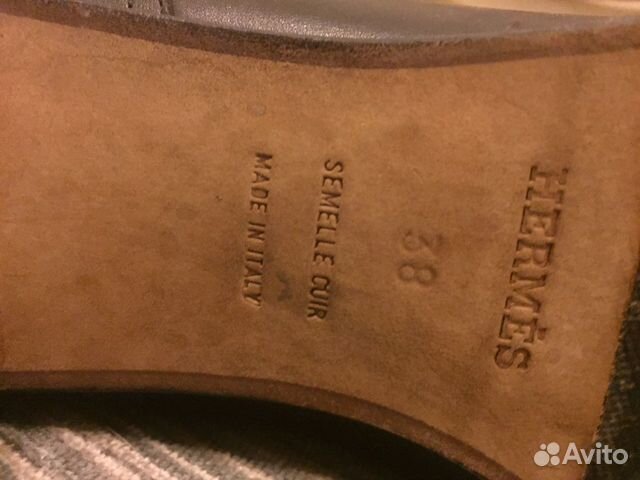 HERMÈS
38
SEMELLE CUIR
MADE IN ITALY
Avito